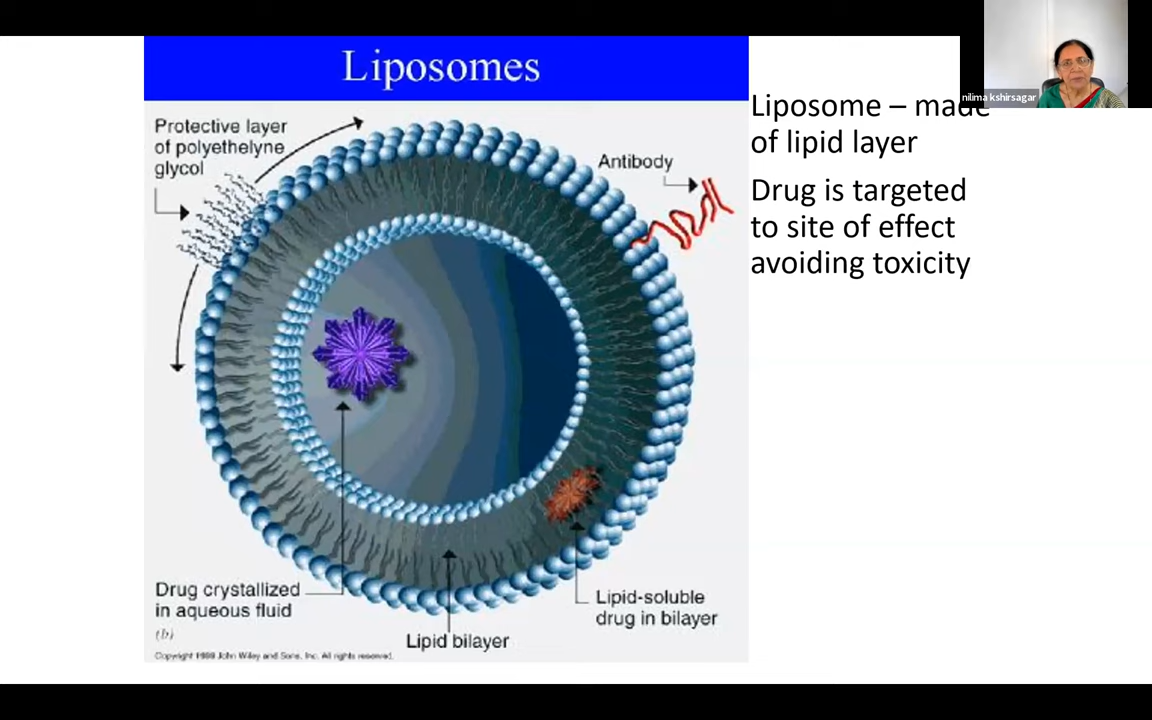 Liposomes
nilima kshirsagar
Liposome – made
of lipid layer
Drug is targeted
to site of effect
avoiding toxicity
Protective layer
of polyethelyne
glycol
Antibody
Drug crystallized
in aqueous fluid
(b)
Lipid bilayer
Lipid-soluble
drug in bilayer
Copyright 1999 John Wiley and Sons, Inc. All rights reserved.